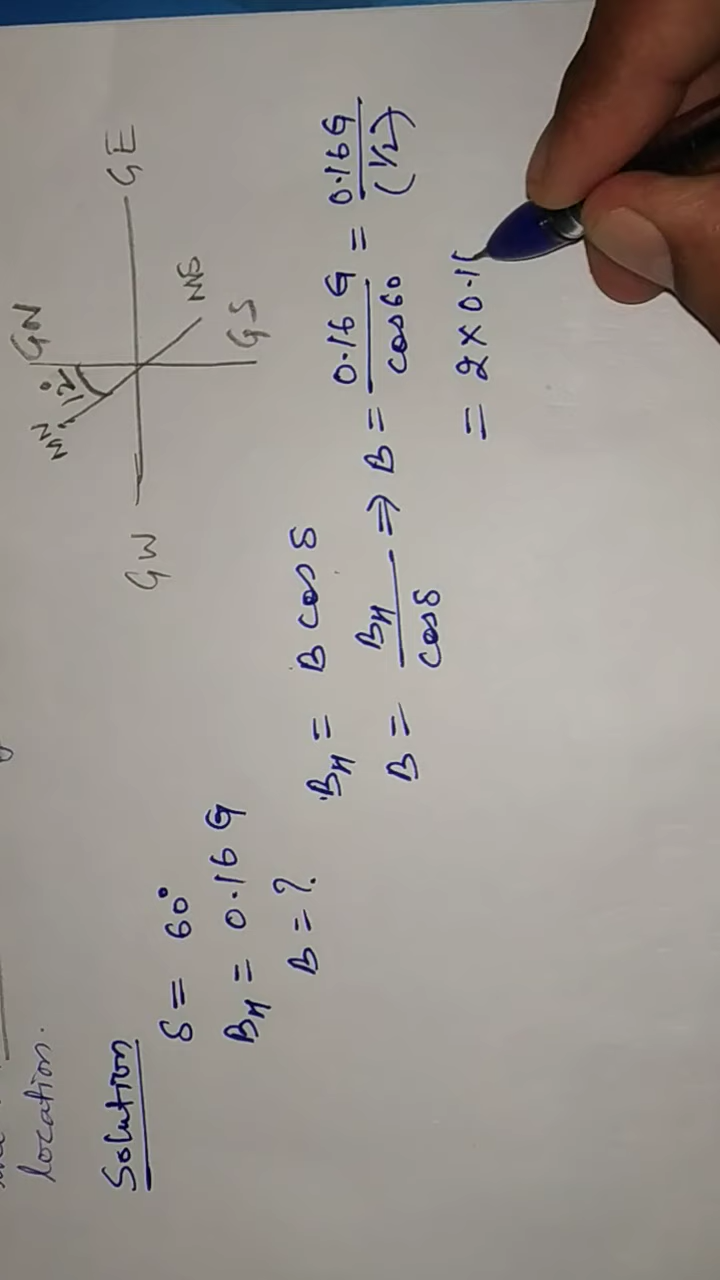 location.
GN
MN
12°
GW
GE
MS
GS
Solution
δ = 60°
B_H = 0.16 G
B = ?
B_H = B cos δ
B = B_H / cos δ ⇒ B = 0.16 G / cos 60 = 0.16 G / (1/2)
= 2 × 0.1